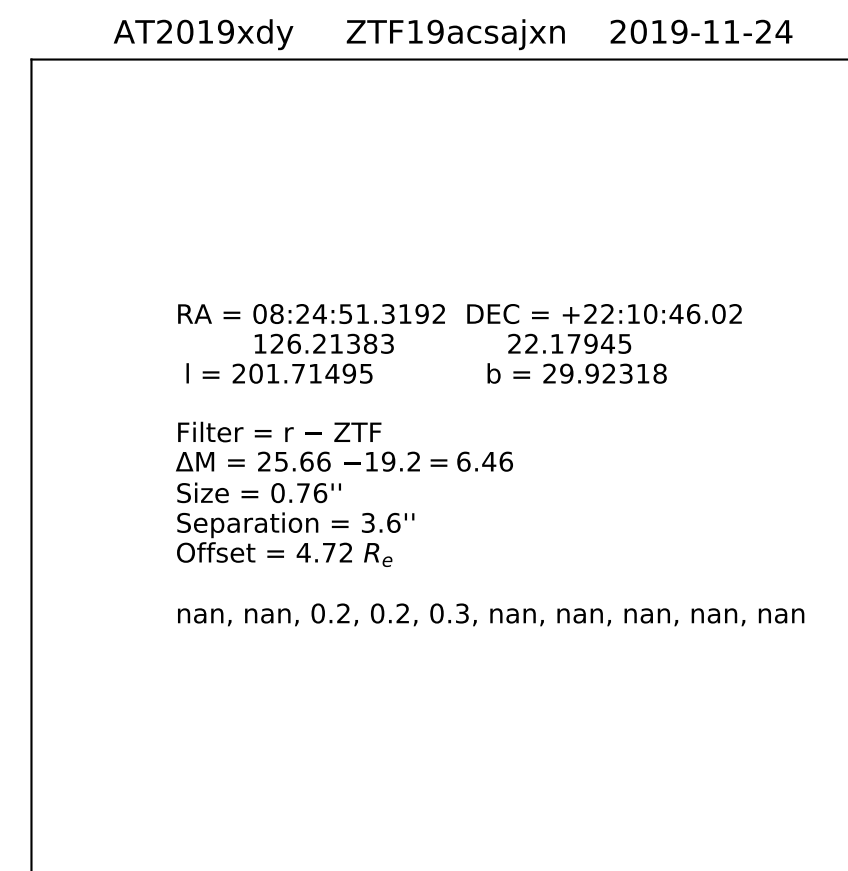 AT2019xdy ZTF19acsajxn 2019-11-24
RA = 08:24:51.3192 DEC = +22:10:46.02
126.21383 22.17945
l = 201.71495 b = 29.92318
Filter = r − ZTF
ΔM = 25.66 −19.2 = 6.46
Size = 0.76''
Separation = 3.6''
Offset = 4.72 Re
nan, nan, 0.2, 0.2, 0.3, nan, nan, nan, nan, nan